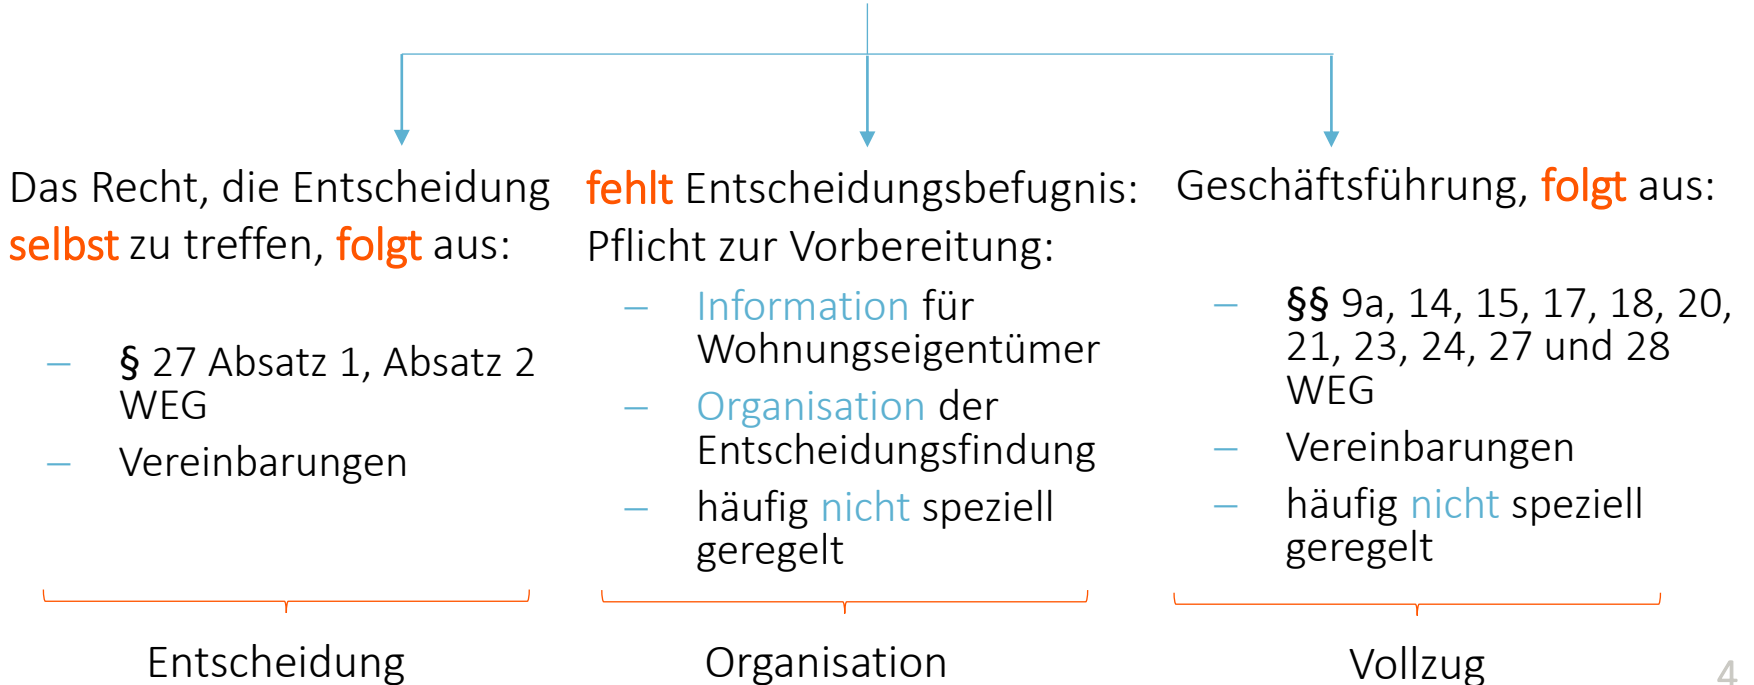 Das Recht, die Entscheidung
selbst zu treffen, folgt aus:
– § 27 Absatz 1, Absatz 2
WEG
– Vereinbarungen
Entscheidung
fehlt Entscheidungsbefugnis:
Pflicht zur Vorbereitung:
– Information für
Wohnungseigentümer
– Organisation der
Entscheidungsfindung
– häufig nicht speziell
geregelt
Organisation
Geschäftsführung, folgt aus:
– §§ 9a, 14, 15, 17, 18, 20,
21, 23, 24, 27 und 28
WEG
– Vereinbarungen
– häufig nicht speziell
geregelt
Vollzug
4